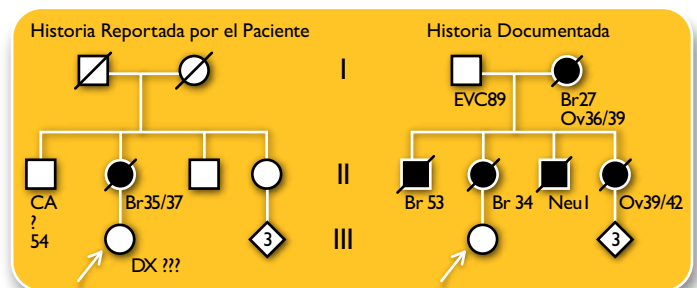 Historia Reportada por el Paciente
Historia Documentada
I
EVC89
Br27
Ov36/39
II
CA
?
54
Br35/37
Br 53
Br 34
Neu1
Ov39/42
III
3
DX ???
3